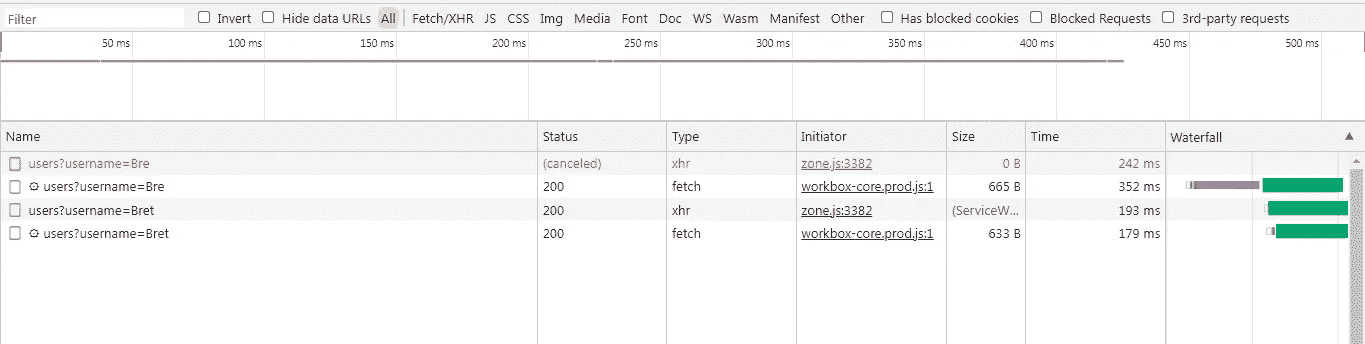 Filter Invert Hide data URLs All Fetch/XHR JS CSS Img Media Font Doc WS Wasm Manifest Other Has blocked cookies Blocked Requests 3rd-party requests
50 ms 100 ms 150 ms 200 ms 250 ms 300 ms 350 ms 400 ms 450 ms 500 ms
Name Status Type Initiator Size Time Waterfall
users?username=Bre (canceled) xhr zone.js:3382 0 B 242 ms
users?username=Bre 200 fetch workbox-core.prod.js:1 665 B 352 ms
users?username=Bret 200 xhr zone.js:3382 (ServiceW... 193 ms
users?username=Bret 200 fetch workbox-core.prod.js:1 633 B 179 ms